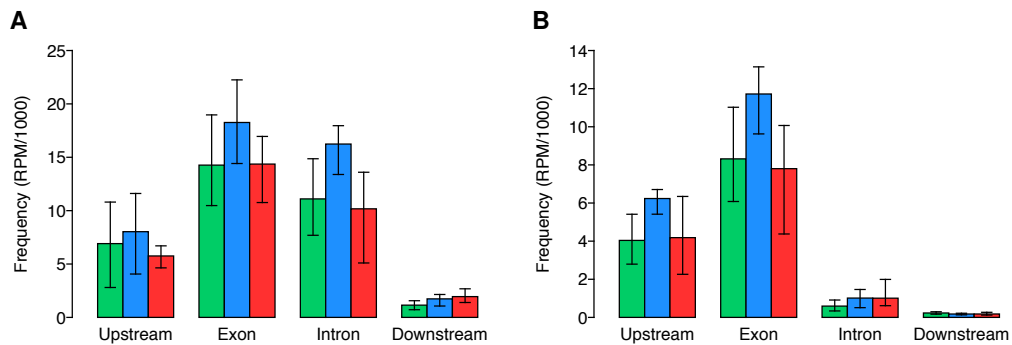 A
Frequency (RPM/1000)
25
20
15
10
5
0
Upstream Exon Intron Downstream
B
Frequency (RPM/1000)
14
12
10
8
6
4
2
0
Upstream Exon Intron Downstream